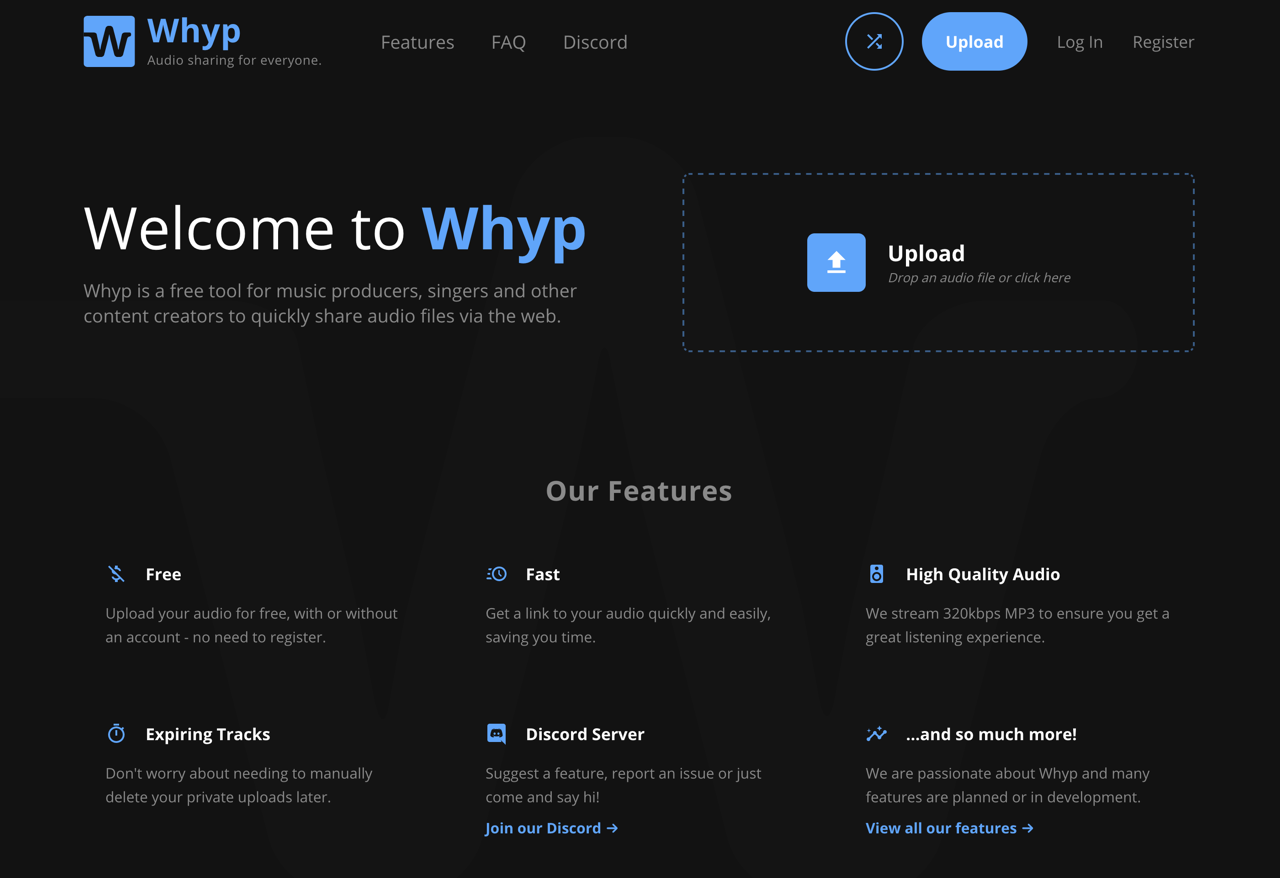 Whyp
Audio sharing for everyone.
Features
FAQ
Discord
Upload
Log In
Register
Welcome to Whyp
Whyp is a free tool for music producers, singers and other
content creators to quickly share audio files via the web.
Upload
Drop an audio file or click here
Our Features
Free
Upload your audio for free, with or without
an account - no need to register.
Fast
Get a link to your audio quickly and easily,
saving you time.
High Quality Audio
We stream 320kbps MP3 to ensure you get a
great listening experience.
Expiring Tracks
Don't worry about needing to manually
delete your private uploads later.
Discord Server
Suggest a feature, report an issue or just
come and say hi!
Join our Discord →
...and so much more!
We are passionate about Whyp and many
features are planned or in development.
View all our features →